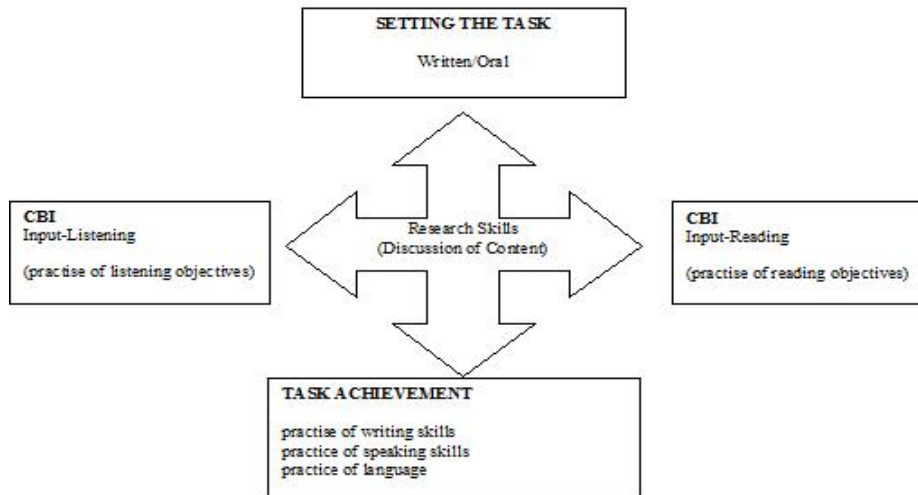 SETTING THE TASK
Written/Oral
CBI
Input-Listening
(practise of listening objectives)
Research Skills
(Discussion of Content)
CBI
Input-Reading
(practise of reading objectives)
TASK ACHIEVEMENT
practise of writing skills
practice of speaking skills
practice of language